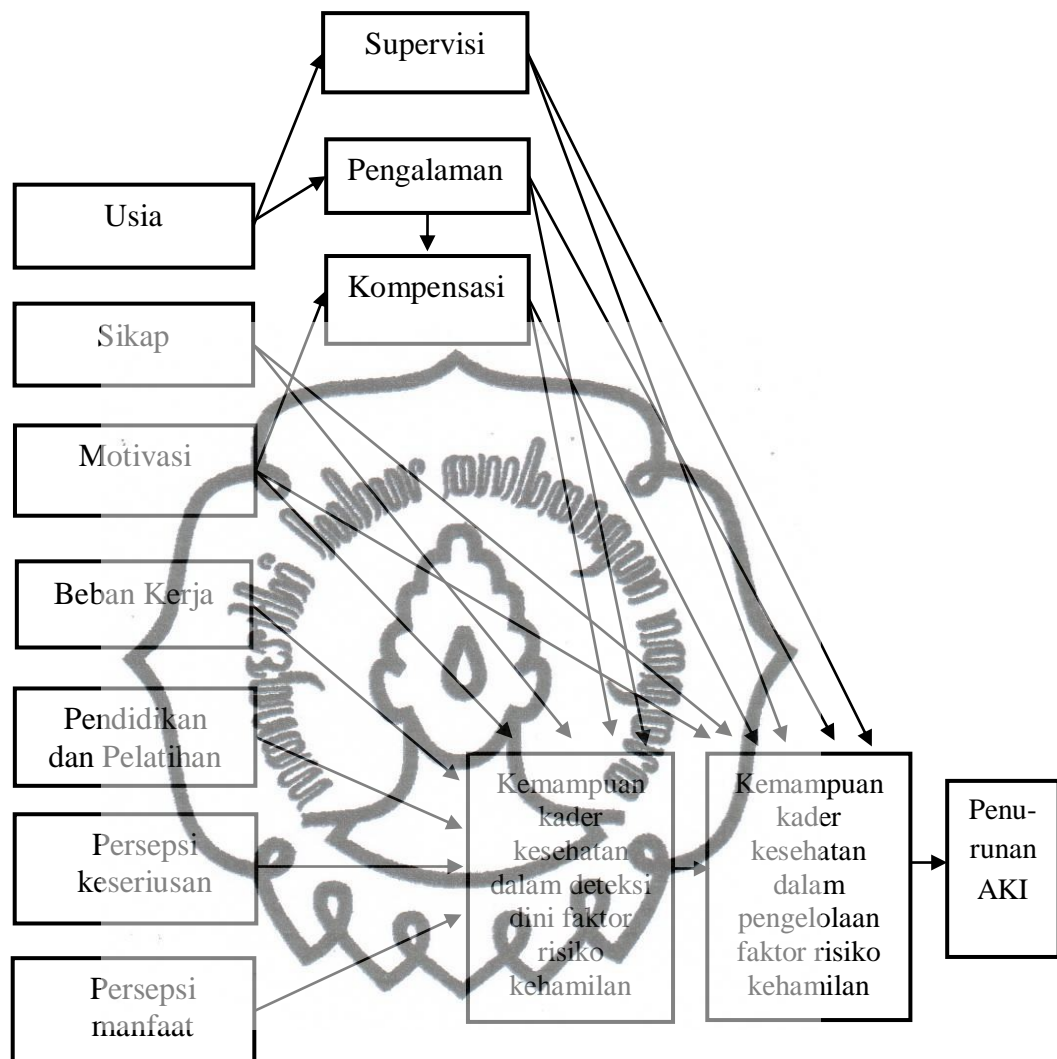 Supervisi
Pengalaman
Usia
Kompensasi
Sikap
Motivasi
Beban Kerja
Pendidikan
dan Pelatihan
Persepsi
keseriusan
Persepsi
manfaat
Kemampuan
kader
kesehatan
dalam deteksi
dini faktor
risiko
kehamilan
Kemampuan
kader
kesehatan
dalam
pengelolaan
faktor risiko
kehamilan
Penu-
runan
AKI